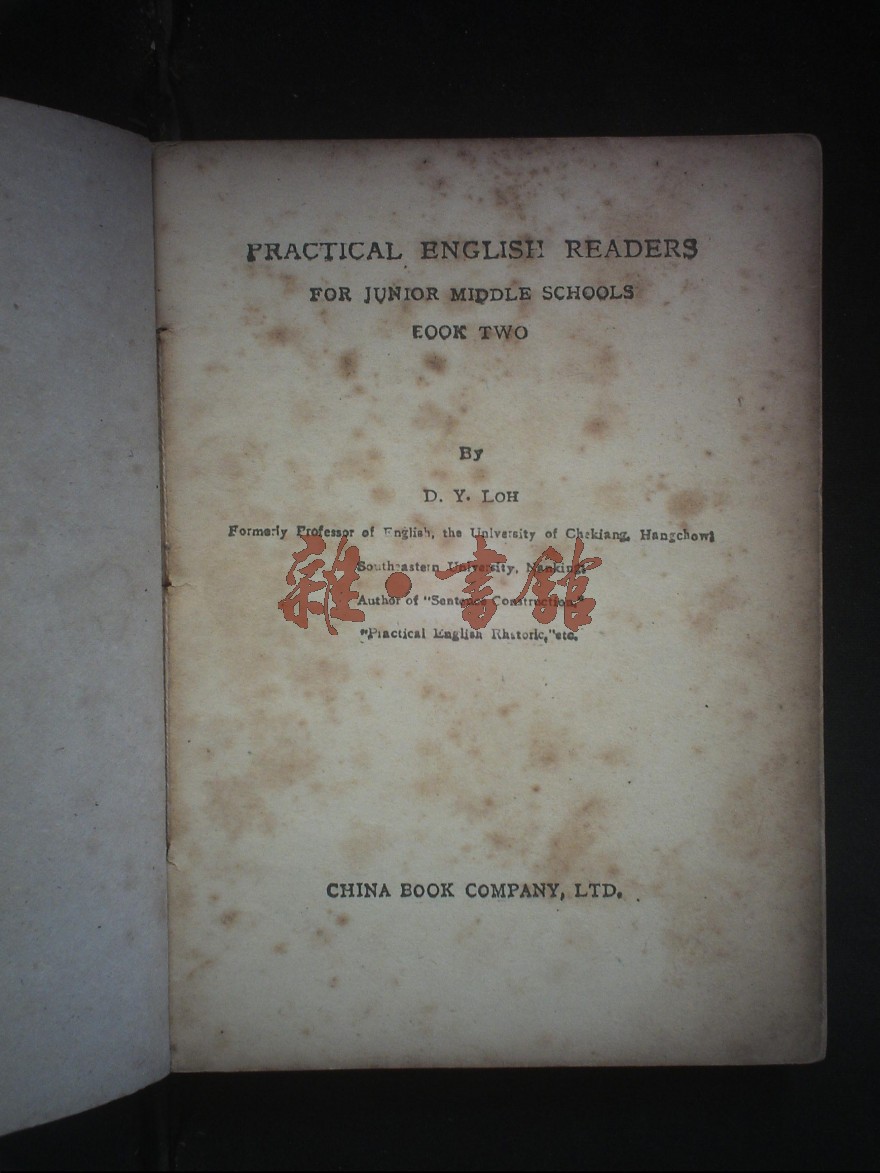 PRACTICAL ENGLISH READERS
FOR JUNIOR MIDDLE SCHOOLS
BOOK TWO
By
D. Y. LOH
Formerly Professor of English, the University of Chekiang, Hangchow;
Southeastern University, Nanking;
Author of "Sentence Construction,"
"Practical English Rhetoric," etc.
雜·書館
CHINA BOOK COMPANY, LTD.